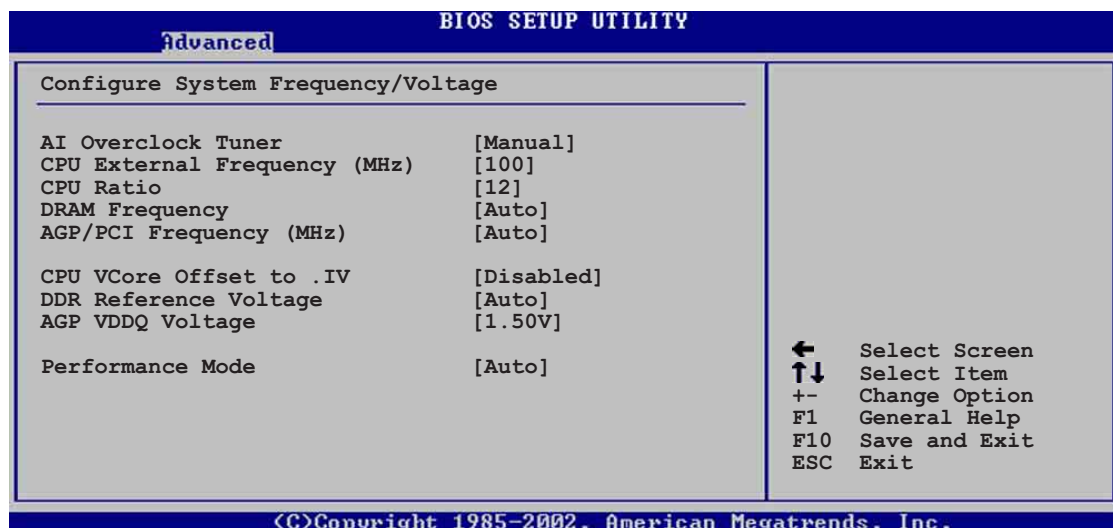 BIOS SETUP UTILITY
Advanced
Configure System Frequency/Voltage
AI Overclock Tuner [Manual]
CPU External Frequency (MHz) [100]
CPU Ratio [12]
DRAM Frequency [Auto]
AGP/PCI Frequency (MHz) [Auto]
CPU VCore Offset to .IV [Disabled]
DDR Reference Voltage [Auto]
AGP VDDQ Voltage [1.50V]
Performance Mode [Auto]
← Select Screen
↑↓ Select Item
+- Change Option
F1 General Help
F10 Save and Exit
ESC Exit
(C)Copyright 1985-2002, American Megatrends, Inc.